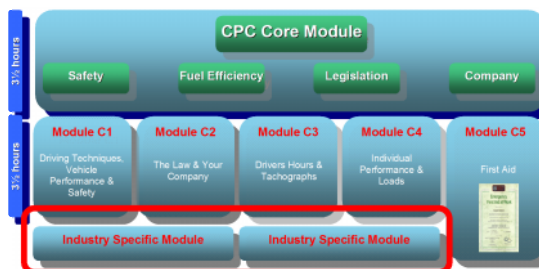 CPC Core Module
3½ hours
Safety
Fuel Efficiency
Legislation
Company
3½ hours
Module C1
Driving Techniques,
Vehicle
Performance &
Safety
Module C2
The Law & Your
Company
Module C3
Drivers Hours &
Tachographs
Module C4
Individual
Performance &
Loads
Module C5
First Aid
Industry Specific Module
Industry Specific Module